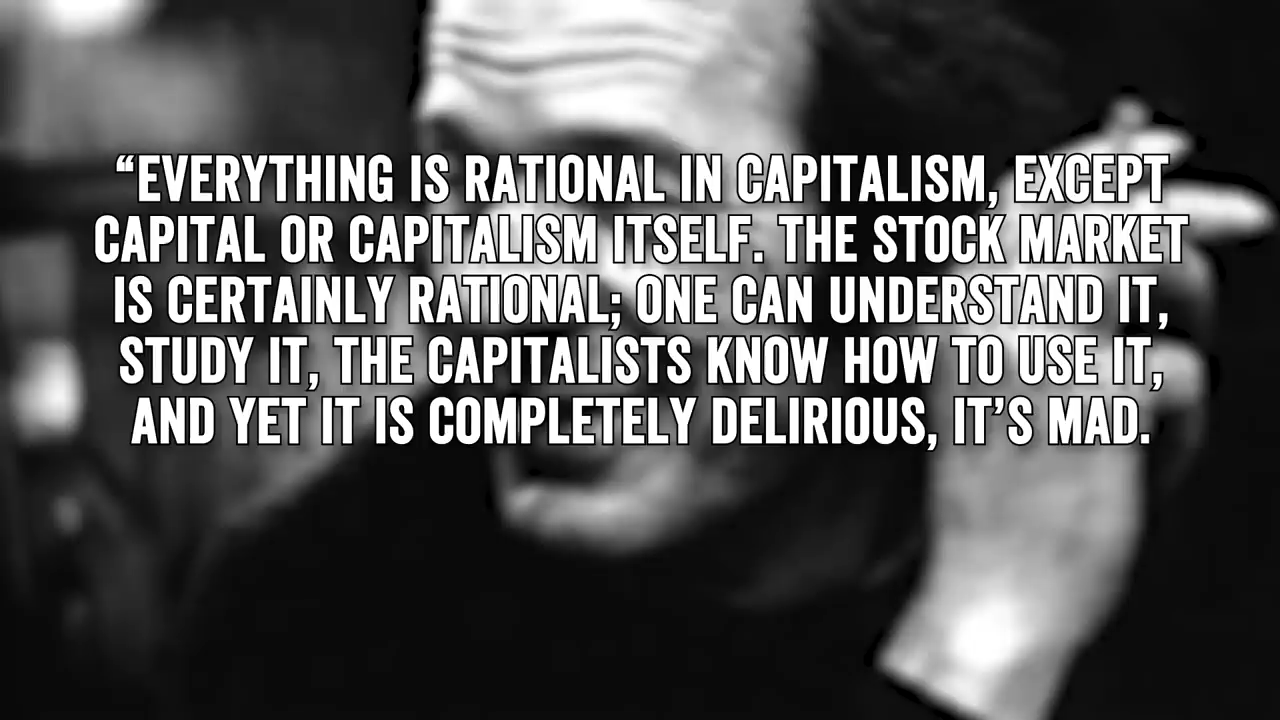 “EVERYTHING IS RATIONAL IN CAPITALISM, EXCEPT
CAPITAL OR CAPITALISM ITSELF. THE STOCK MARKET
IS CERTAINLY RATIONAL; ONE CAN UNDERSTAND IT,
STUDY IT, THE CAPITALISTS KNOW HOW TO USE IT,
AND YET IT IS COMPLETELY DELIRIOUS, IT’S MAD.